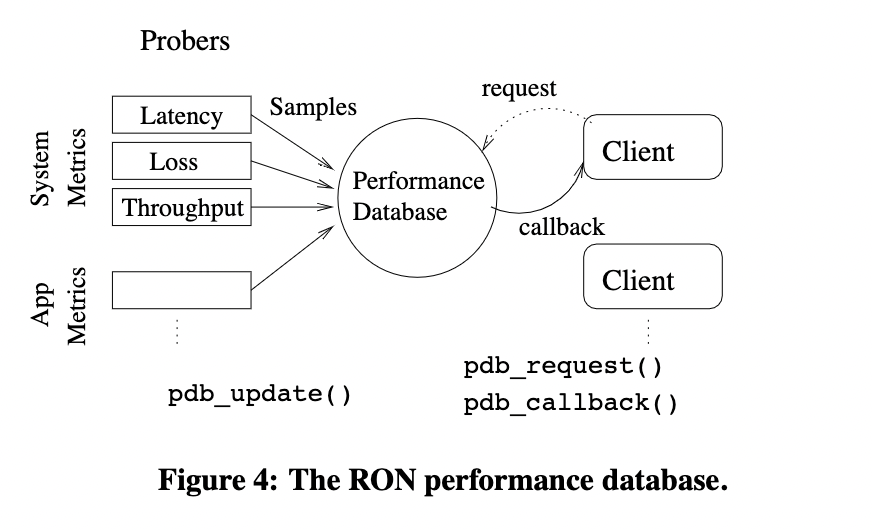 Probers
System
Metrics
Latency
Loss
Throughput
Samples
App
Metrics
Performance
Database
request
callback
Client
Client
pdb_update()
pdb_request()
pdb_callback()
Figure 4: The RON performance database.